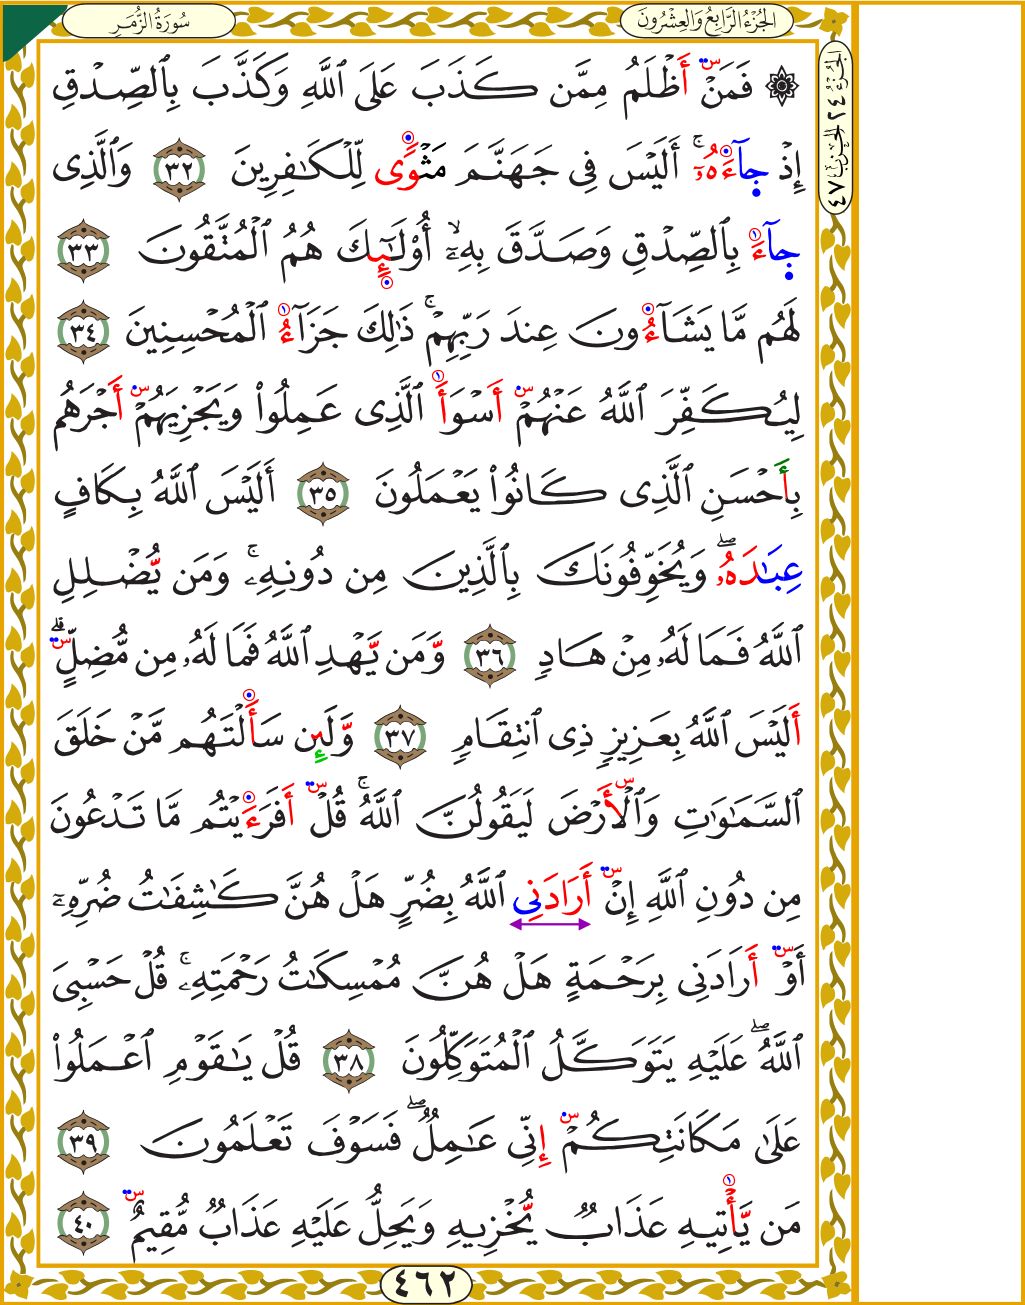 سُورَةُ الزُّمَرِ
الجُزْءُ الرَّابِعُ وَالعِشْرُونَ
الجزء ٢٤ الحزب ٤٧
۞ فَمَنْ أَظْلَمُ مِمَّن كَذَبَ عَلَى ٱللَّهِ وَكَذَّبَ بِٱلصِّدْقِ
إِذْ جَآءَهُۥٓ ۚ أَلَيْسَ فِى جَهَنَّمَ مَثْوًى لِّلْكَٰفِرِينَ ٣٢ وَٱلَّذِى
جَآءَ بِٱلصِّدْقِ وَصَدَّقَ بِهِۦٓ ۙ أُو۟لَٰٓئِكَ هُمُ ٱلْمُتَّقُونَ ٣٣
لَهُم مَّا يَشَآءُونَ عِندَ رَبِّهِمْ ۚ ذَٰلِكَ جَزَآءُ ٱلْمُحْسِنِينَ ٣٤
لِيُكَفِّرَ ٱللَّهُ عَنْهُمْ أَسْوَأَ ٱلَّذِى عَمِلُوا۟ وَيَجْزِيَهُمْ أَجْرَهُم
بِأَحْسَنِ ٱلَّذِى كَانُوا۟ يَعْمَلُونَ ٣٥ أَلَيْسَ ٱللَّهُ بِكَافٍ
عِبَٰدَهُۥ ۖ وَيُخَوِّفُونَكَ بِٱلَّذِينَ مِن دُونِهِۦ ۚ وَمَن يُّضْلِلِ
ٱللَّهُ فَمَا لَهُۥ مِنْ هَادٍ ٣٦ وَّمَن يَّهْدِ ٱللَّهُ فَمَا لَهُۥ مِن مُّضِلٍّ ۗ
أَلَيْسَ ٱللَّهُ بِعَزِيزٍ ذِى ٱنتِقَامٍ ٣٧ وَّلَئِن سَأَلْتَهُم مَّنْ خَلَقَ
ٱلسَّمَٰوَٰتِ وَٱلْأَرْضَ لَيَقُولُنَّ ٱللَّهُ ۚ قُلْ أَفَرَءَيْتُم مَّا تَدْعُونَ
مِن دُونِ ٱللَّهِ إِنْ أَرَادَنِى ٱللَّهُ بِضُرٍّ هَلْ هُنَّ كَٰشِفَٰتُ ضُرِّهِۦٓ
أَوْ أَرَادَنِى بِرَحْمَةٍ هَلْ هُنَّ مُمْسِكَٰتُ رَحْمَتِهِۦ ۚ قُلْ حَسْبِىَ
ٱللَّهُ ۖ عَلَيْهِ يَتَوَكَّلُ ٱلْمُتَوَكِّلُونَ ٣٨ قُلْ يَٰقَوْمِ ٱعْمَلُوا۟
عَلَىٰ مَكَانَتِكُمْ إِنِّى عَٰمِلٌ ۖ فَسَوْفَ تَعْلَمُونَ ٣٩
مَن يَّأْتِيهِ عَذَابٌ يُّخْزِيهِ وَيَحِلُّ عَلَيْهِ عَذَابٌ مُّقِيمٌ ٤٠
٤٦٢